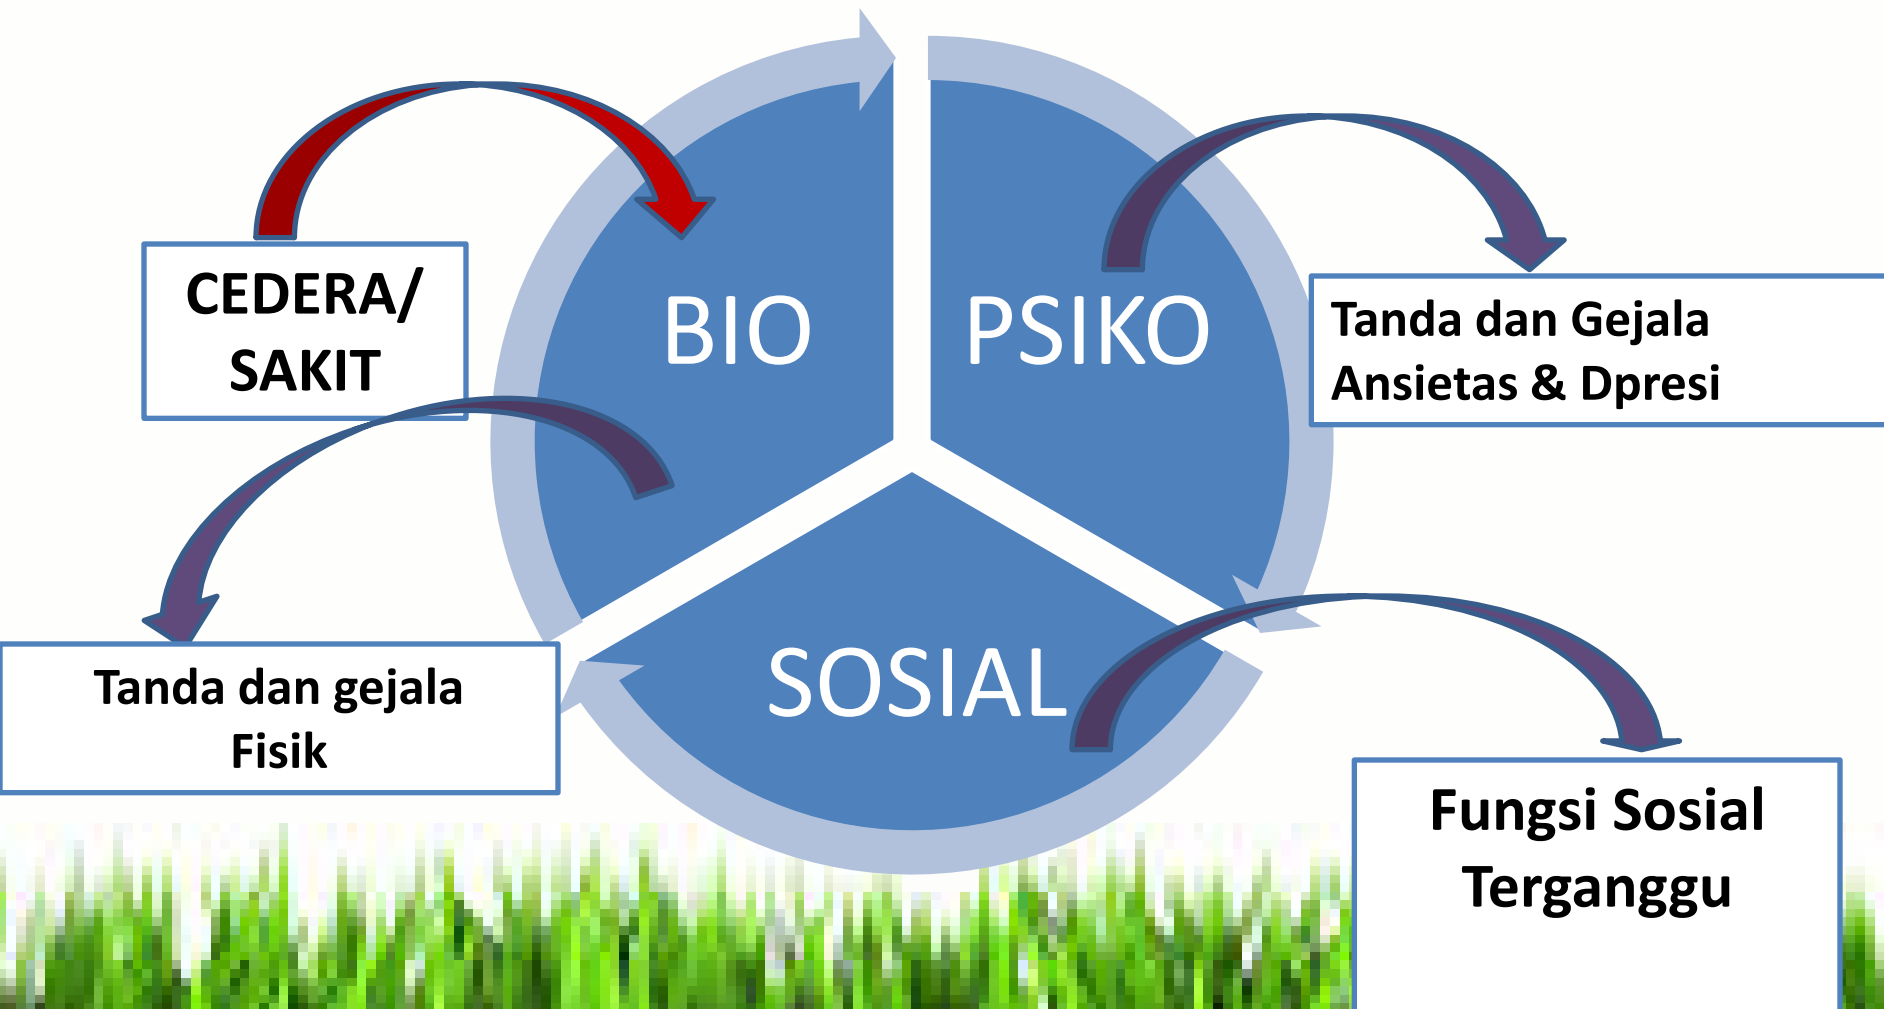 CEDERA/
SAKIT
BIO
PSIKO
Tanda dan Gejala
Ansietas & Dpresi
SOSIAL
Tanda dan gejala
Fisik
Fungsi Sosial
Terganggu